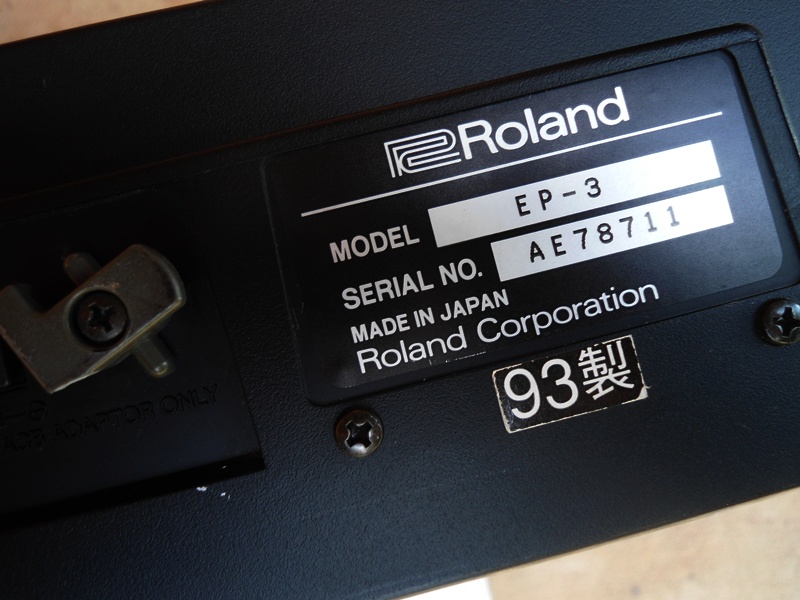 Roland
MODEL EP-3
SERIAL NO. AE78711
MADE IN JAPAN
Roland Corporation
93製
ADAPTOR ONLY